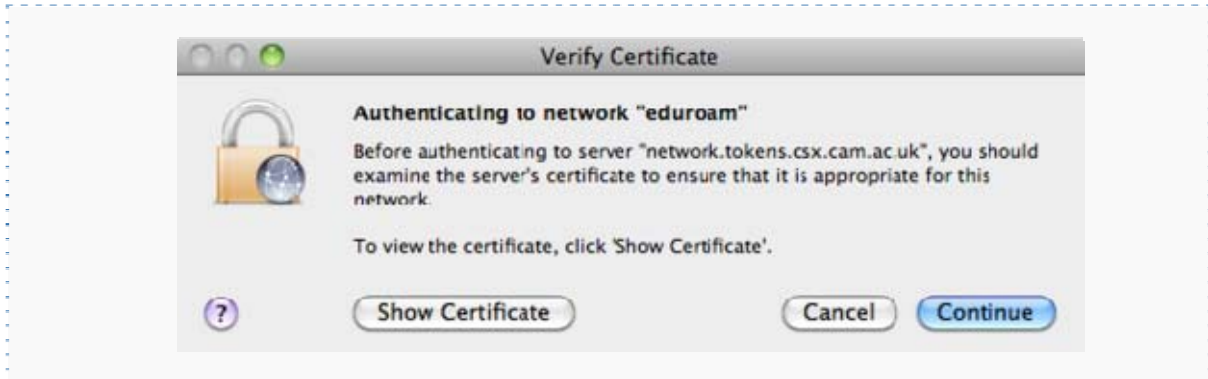 Verify Certificate
Authenticating to network "eduroam"
Before authenticating to server "network.tokens.csx.cam.ac.uk", you should
examine the server's certificate to ensure that it is appropriate for this
network.
To view the certificate, click 'Show Certificate'.
?
Show Certificate
Cancel
Continue